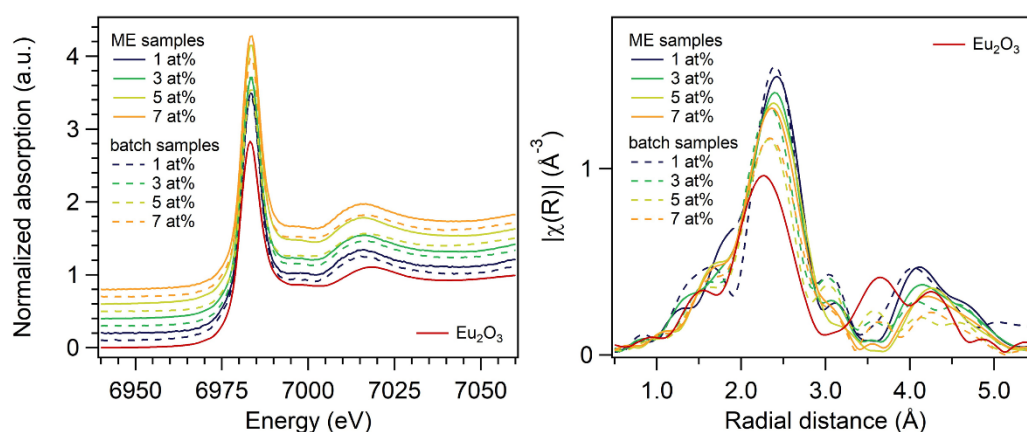 Normalized absorption (a.u.)
4
3
2
1
0
ME samples
1 at%
3 at%
5 at%
7 at%
batch samples
1 at%
3 at%
5 at%
7 at%
Eu₂O₃
6950
6975
7000
7025
7050
Energy (eV)
|χ(R)| (Å⁻³)
1
0
ME samples
1 at%
3 at%
5 at%
7 at%
batch samples
1 at%
3 at%
5 at%
7 at%
Eu₂O₃
1.0
2.0
3.0
4.0
5.0
Radial distance (Å)